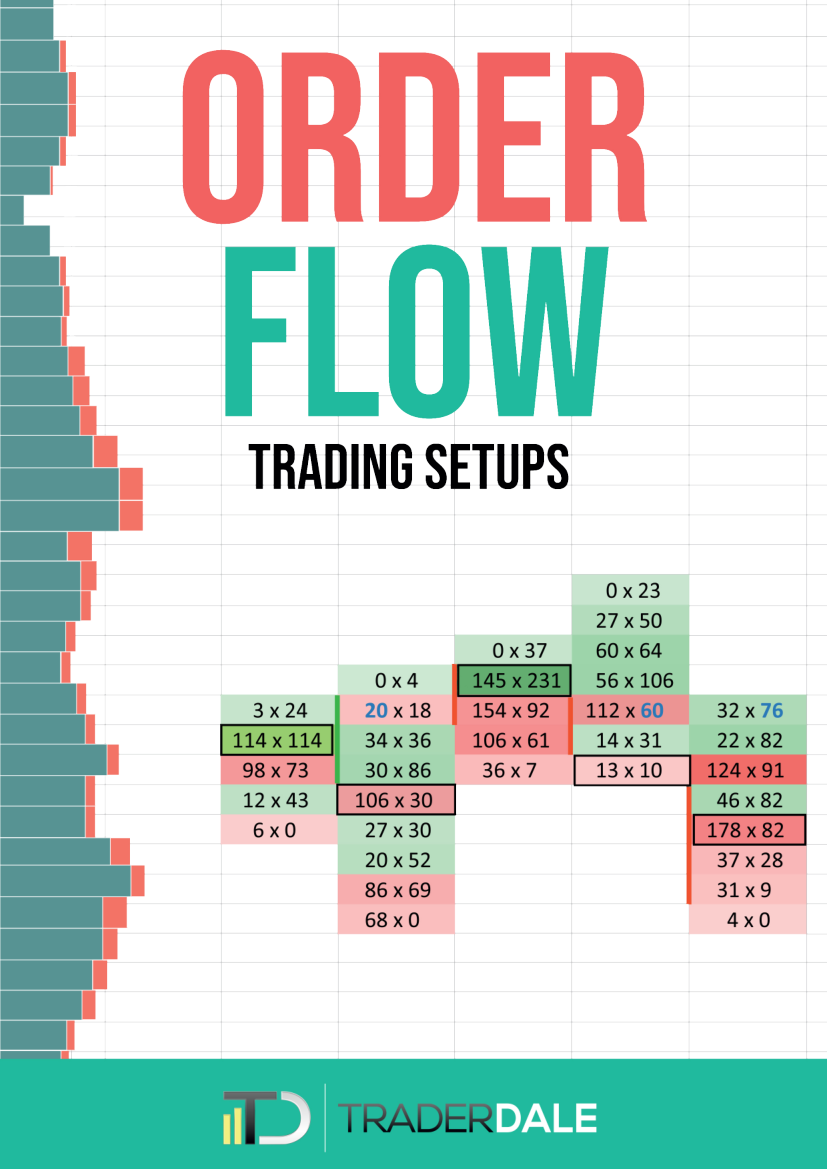 ORDER
FLOW
TRADING SETUPS
0 x 23
27 x 50
0 x 37 60 x 64
0 x 4 145 x 231 56 x 106
3 x 24 20 x 18 154 x 92 112 x 60 32 x 76
114 x 114 34 x 36 106 x 61 14 x 31 22 x 82
98 x 73 30 x 86 36 x 7 13 x 10 124 x 91
12 x 43 106 x 30 46 x 82
6 x 0 27 x 30 178 x 82
20 x 52 37 x 28
86 x 69 31 x 9
68 x 0 4 x 0
TD TRADERDALE